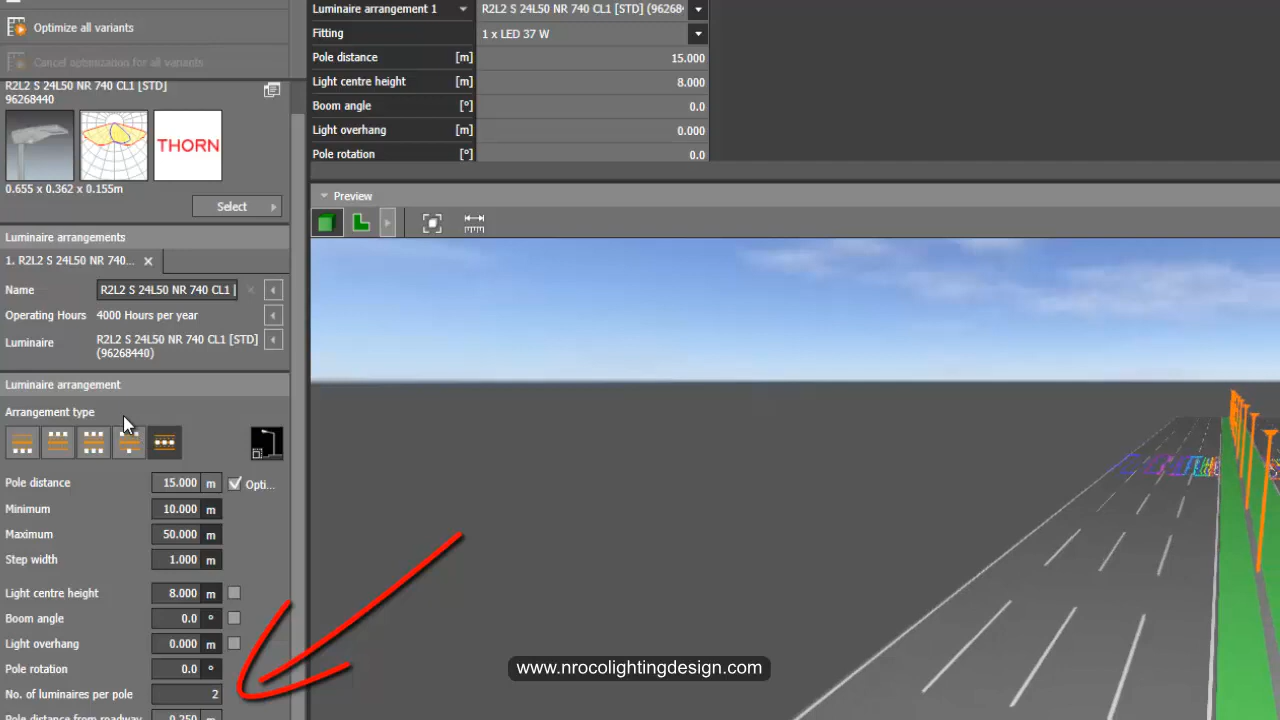 Optimize all variants
Cancel optimization for all variants
R2L2 S 24L50 NR 740 CL1 [STD]
96268440
THORN
0.655 x 0.362 x 0.155m
Select
Luminaire arrangements
1. R2L2 S 24L50 NR 740...
Name R2L2 S 24L50 NR 740 CL1 [
Operating Hours 4000 Hours per year
Luminaire R2L2 S 24L50 NR 740 CL1 [STD]
(96268440)
Luminaire arrangement
Arrangement type
Pole distance 15.000 m Opti...
Minimum 10.000 m
Maximum 50.000 m
Step width 1.000 m
Light centre height 8.000 m
Boom angle 0.0 °
Light overhang 0.000 m
Pole rotation 0.0 °
No. of luminaires per pole 2
Pole distance from roadway 0.250 m
Luminaire arrangement 1 R2L2 S 24L50 NR 740 CL1 [STD] (96268
Fitting 1 x LED 37 W
Pole distance [m] 15.000
Light centre height [m] 8.000
Boom angle [°] 0.0
Light overhang [m] 0.000
Pole rotation [°] 0.0
Preview
www.nrocolightingdesign.com